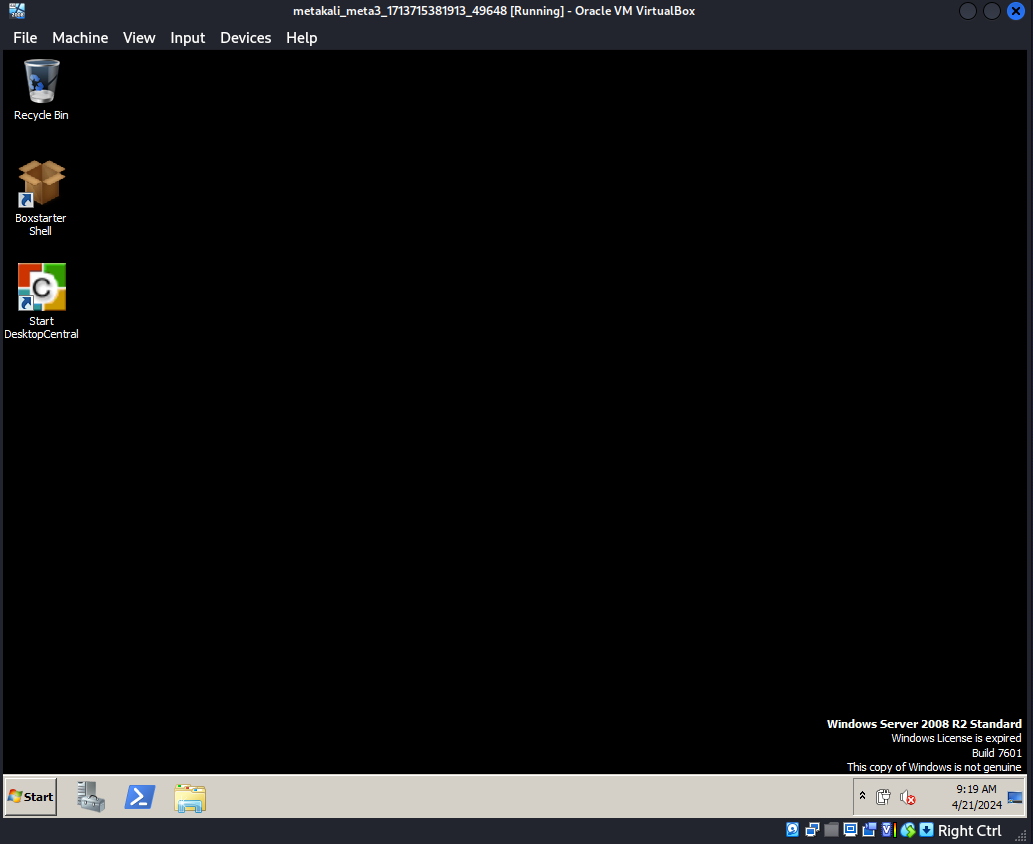 metakali_meta3_1713715381913_49648 [Running] - Oracle VM VirtualBox
File Machine View Input Devices Help
Recycle Bin
Boxstarter
Shell
C
Start
DesktopCentral
Windows Server 2008 R2 Standard
Windows License is expired
Build 7601
This copy of Windows is not genuine
Start
9:19 AM
4/21/2024
Right Ctrl